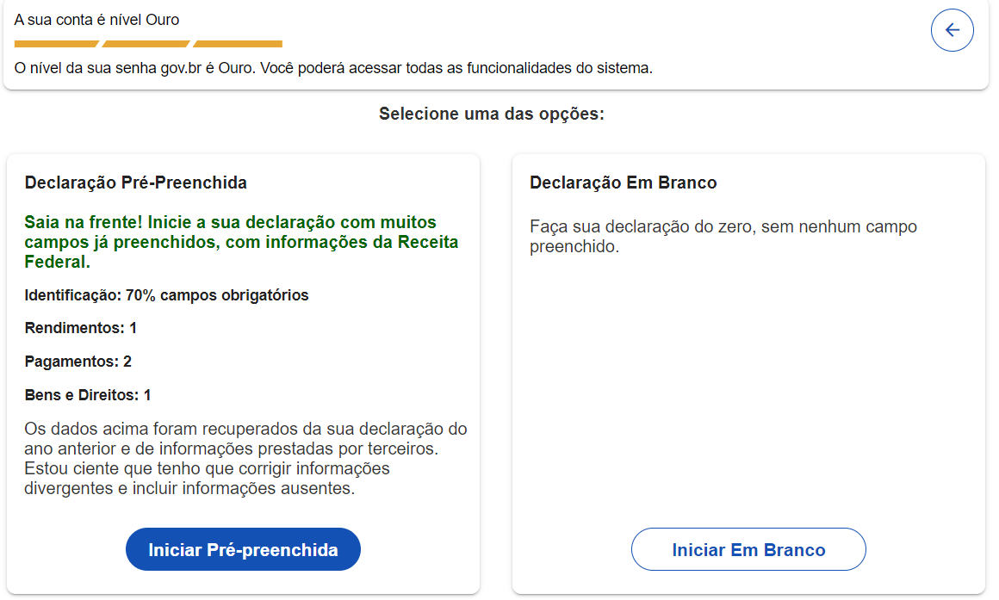 A sua conta é nível Ouro
O nível da sua senha gov.br é Ouro. Você poderá acessar todas as funcionalidades do sistema.
Selecione uma das opções:
Declaração Pré-Preenchida
Saia na frente! Inicie a sua declaração com muitos
campos já preenchidos, com informações da Receita
Federal.
Identificação: 70% campos obrigatórios
Rendimentos: 1
Pagamentos: 2
Bens e Direitos: 1
Os dados acima foram recuperados da sua declaração do
ano anterior e de informações prestadas por terceiros.
Estou ciente que tenho que corrigir informações
divergentes e incluir informações ausentes.
Iniciar Pré-preenchida
Declaração Em Branco
Faça sua declaração do zero, sem nenhum campo
preenchido.
Iniciar Em Branco